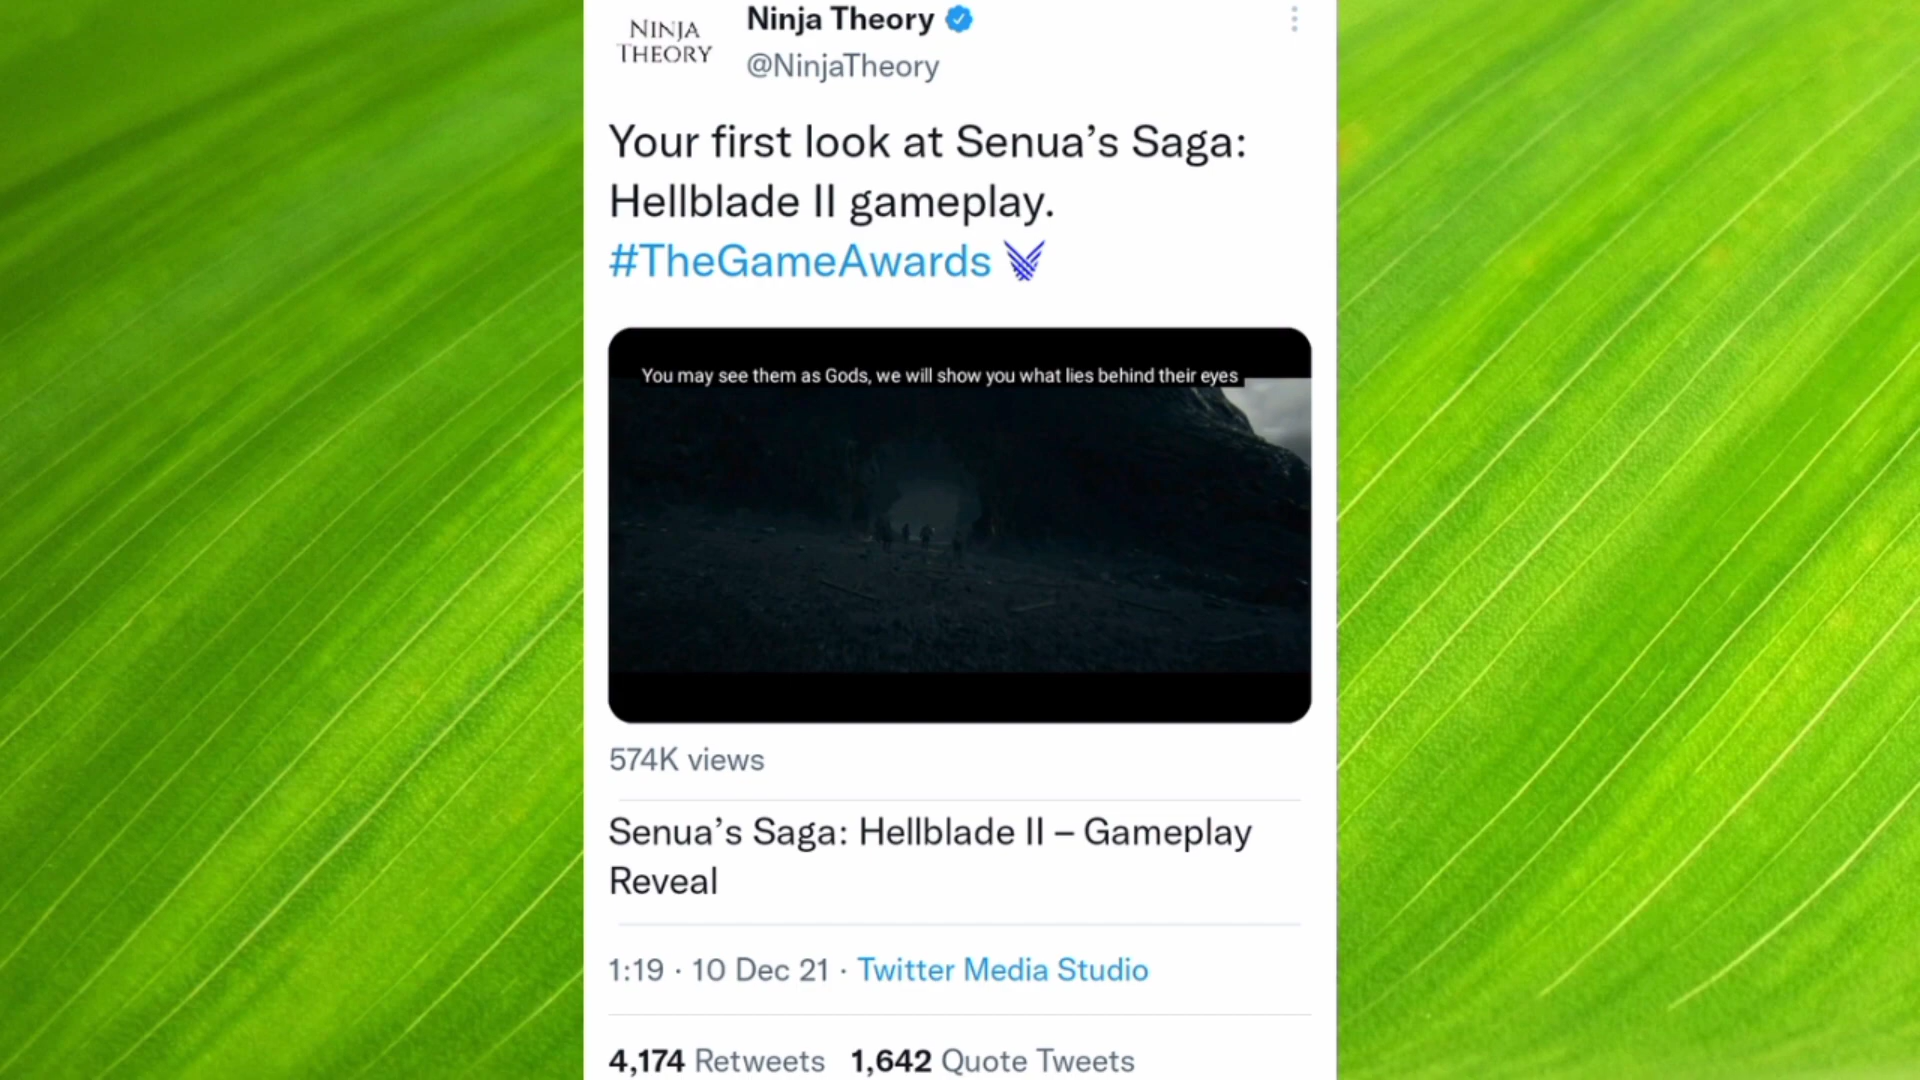 NINJA
THEORY
Ninja Theory
@NinjaTheory
Your first look at Senua’s Saga:
Hellblade II gameplay.
#TheGameAwards
You may see them as Gods, we will show you what lies behind their eyes
574K views
Senua’s Saga: Hellblade II – Gameplay
Reveal
1:19 · 10 Dec 21 · Twitter Media Studio
4,174 Retweets 1,642 Quote Tweets